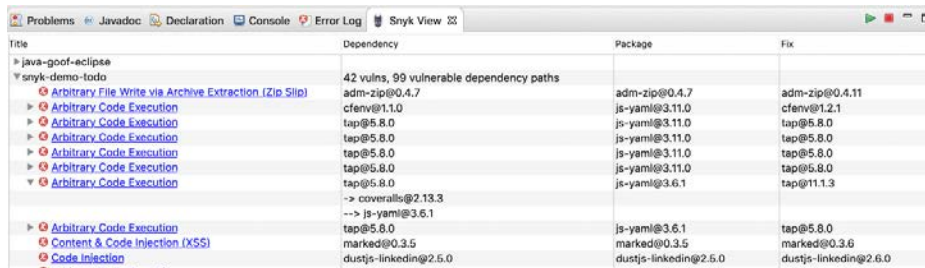 Problems Javadoc Declaration Console Error Log Snyk View
Title Dependency Package Fix
java-goof-eclipse
snyk-demo-todo 42 vulns, 99 vulnerable dependency paths
Arbitrary File Write via Archive Extraction (Zip Slip) adm-zip@0.4.7 adm-zip@0.4.7 adm-zip@0.4.11
Arbitrary Code Execution cfenv@1.1.0 js-yaml@3.11.0 cfenv@1.2.1
Arbitrary Code Execution tap@5.8.0 js-yaml@3.11.0 tap@5.8.0
Arbitrary Code Execution tap@5.8.0 js-yaml@3.11.0 tap@5.8.0
Arbitrary Code Execution tap@5.8.0 js-yaml@3.11.0 tap@5.8.0
Arbitrary Code Execution tap@5.8.0 js-yaml@3.11.0 tap@5.8.0
Arbitrary Code Execution tap@5.8.0 js-yaml@3.6.1 tap@11.1.3
-> coveralls@2.13.3
--> js-yaml@3.6.1
Arbitrary Code Execution tap@5.8.0 js-yaml@3.6.1 tap@5.8.0
Content & Code Injection (XSS) marked@0.3.5 marked@0.3.5 marked@0.3.6
Code Injection dustjs-linkedin@2.5.0 dustjs-linkedin@2.5.0 dustjs-linkedin@2.6.0